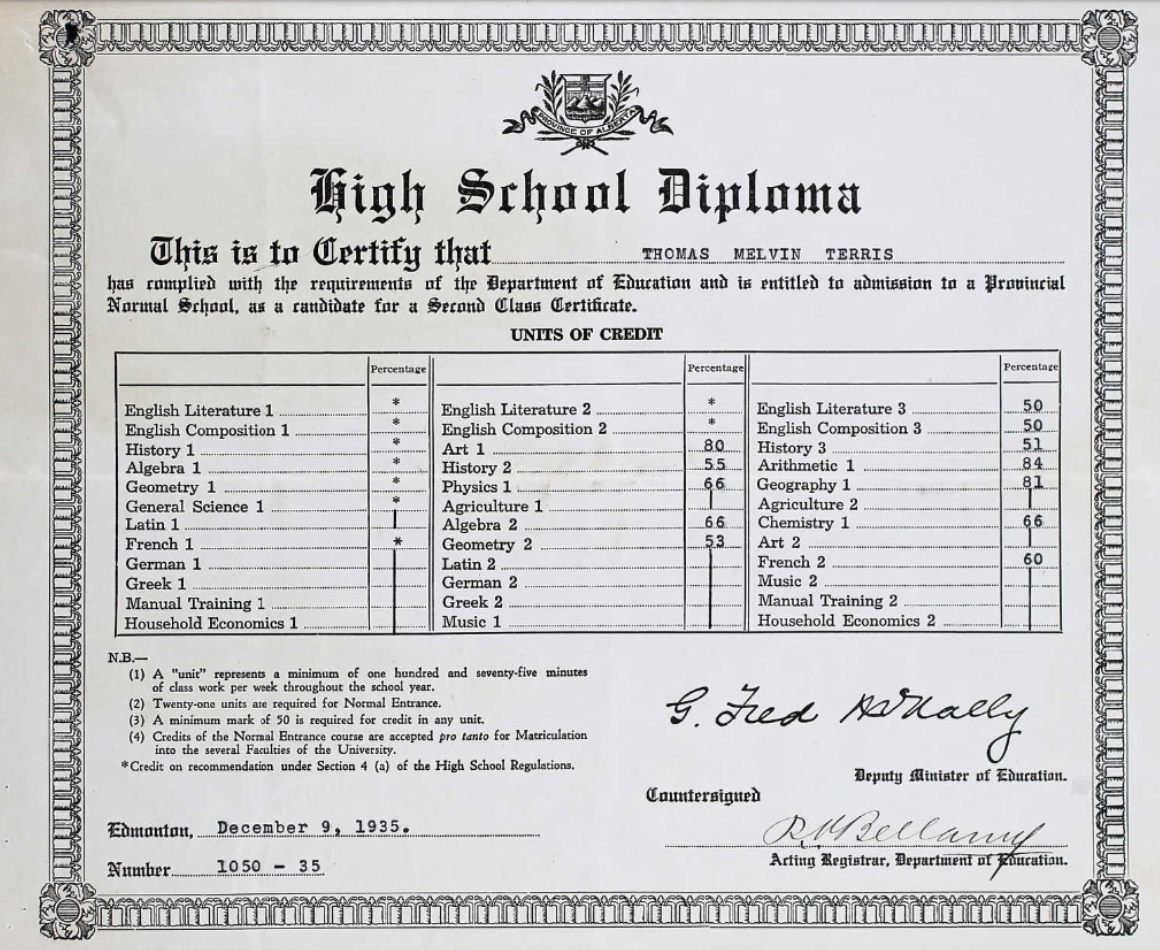 PROVINCE OF ALBERTA
High School Diploma
This is to Certify that THOMAS MELVIN TERRIS
has complied with the requirements of the Department of Education and is entitled to admission to a Provincial
Normal School, as a candidate for a Second Class Certificate.
UNITS OF CREDIT
Percentage Percentage Percentage
English Literature 1 * English Literature 2 * English Literature 3 50
English Composition 1 * English Composition 2 * English Composition 3 50
History 1 * Art 1 80 History 3 51
Algebra 1 * History 2 55 Arithmetic 1 84
Geometry 1 * Physics 1 66 Geography 1 81
General Science 1 * Agriculture 1 Agriculture 2
Latin 1 Algebra 2 66 Chemistry 1 66
French 1 * Geometry 2 53 Art 2
German 1 Latin 2 French 2 60
Greek 1 German 2 Music 2
Manual Training 1 Greek 2 Manual Training 2
Household Economics 1 Music 1 Household Economics 2
N.B.—
(1) A "unit" represents a minimum of one hundred and seventy-five minutes
of class work per week throughout the school year.
(2) Twenty-one units are required for Normal Entrance.
(3) A minimum mark of 50 is required for credit in any unit.
(4) Credits of the Normal Entrance course are accepted pro tanto for Matriculation
into the several Faculties of the University.
*Credit on recommendation under Section 4 (a) of the High School Regulations.
G. Fred McNally
Deputy Minister of Education.
Countersigned
Edmonton, December 9, 1935.
R H Bellamy
Acting Registrar, Department of Education.
Number 1050 - 35